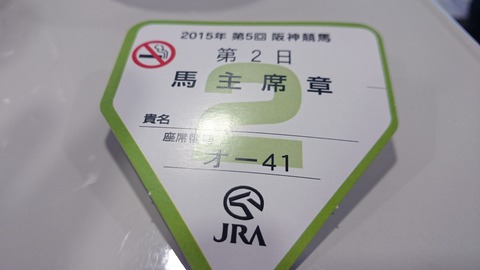 2015年 第5回 阪神競馬
第2日
2
馬主席章
貴名
座席番号
オー41
JRA